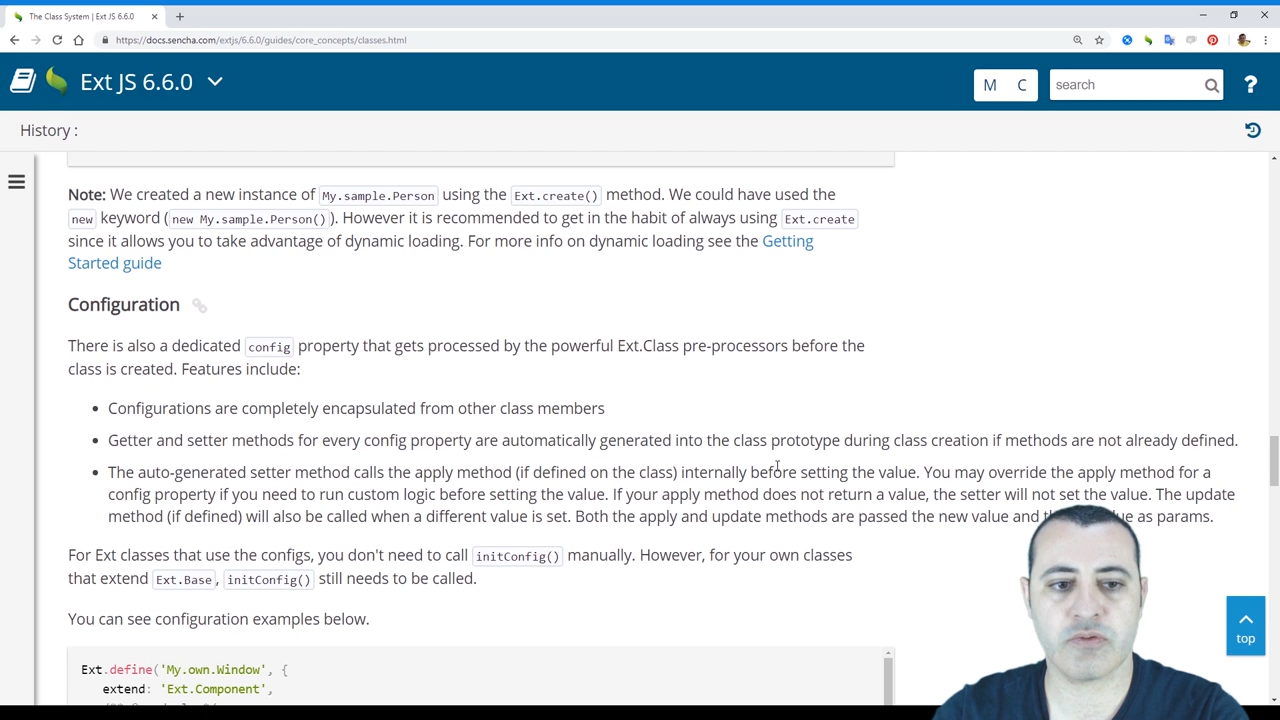 The Class System | Ext JS 6.6.0
https://docs.sencha.com/extjs/6.6.0/guides/core_concepts/classes.html
Ext JS 6.6.0
M C
search
?
History :
Note: We created a new instance of My.sample.Person using the Ext.create() method. We could have used the
new keyword ( new My.sample.Person() ). However it is recommended to get in the habit of always using Ext.create
since it allows you to take advantage of dynamic loading. For more info on dynamic loading see the Getting
Started guide
Configuration
There is also a dedicated config property that gets processed by the powerful Ext.Class pre-processors before the
class is created. Features include:
• Configurations are completely encapsulated from other class members
• Getter and setter methods for every config property are automatically generated into the class prototype during class creation if methods are not already defined.
• The auto-generated setter method calls the apply method (if defined on the class) internally before setting the value. You may override the apply method for a
config property if you need to run custom logic before setting the value. If your apply method does not return a value, the setter will not set the value. The update
method (if defined) will also be called when a different value is set. Both the apply and update methods are passed the new value and as params.
For Ext classes that use the configs, you don't need to call initConfig() manually. However, for your own classes
that extend Ext.Base, initConfig() still needs to be called.
You can see configuration examples below.
Ext.define('My.own.Window', {
extend: 'Ext.Component',
top